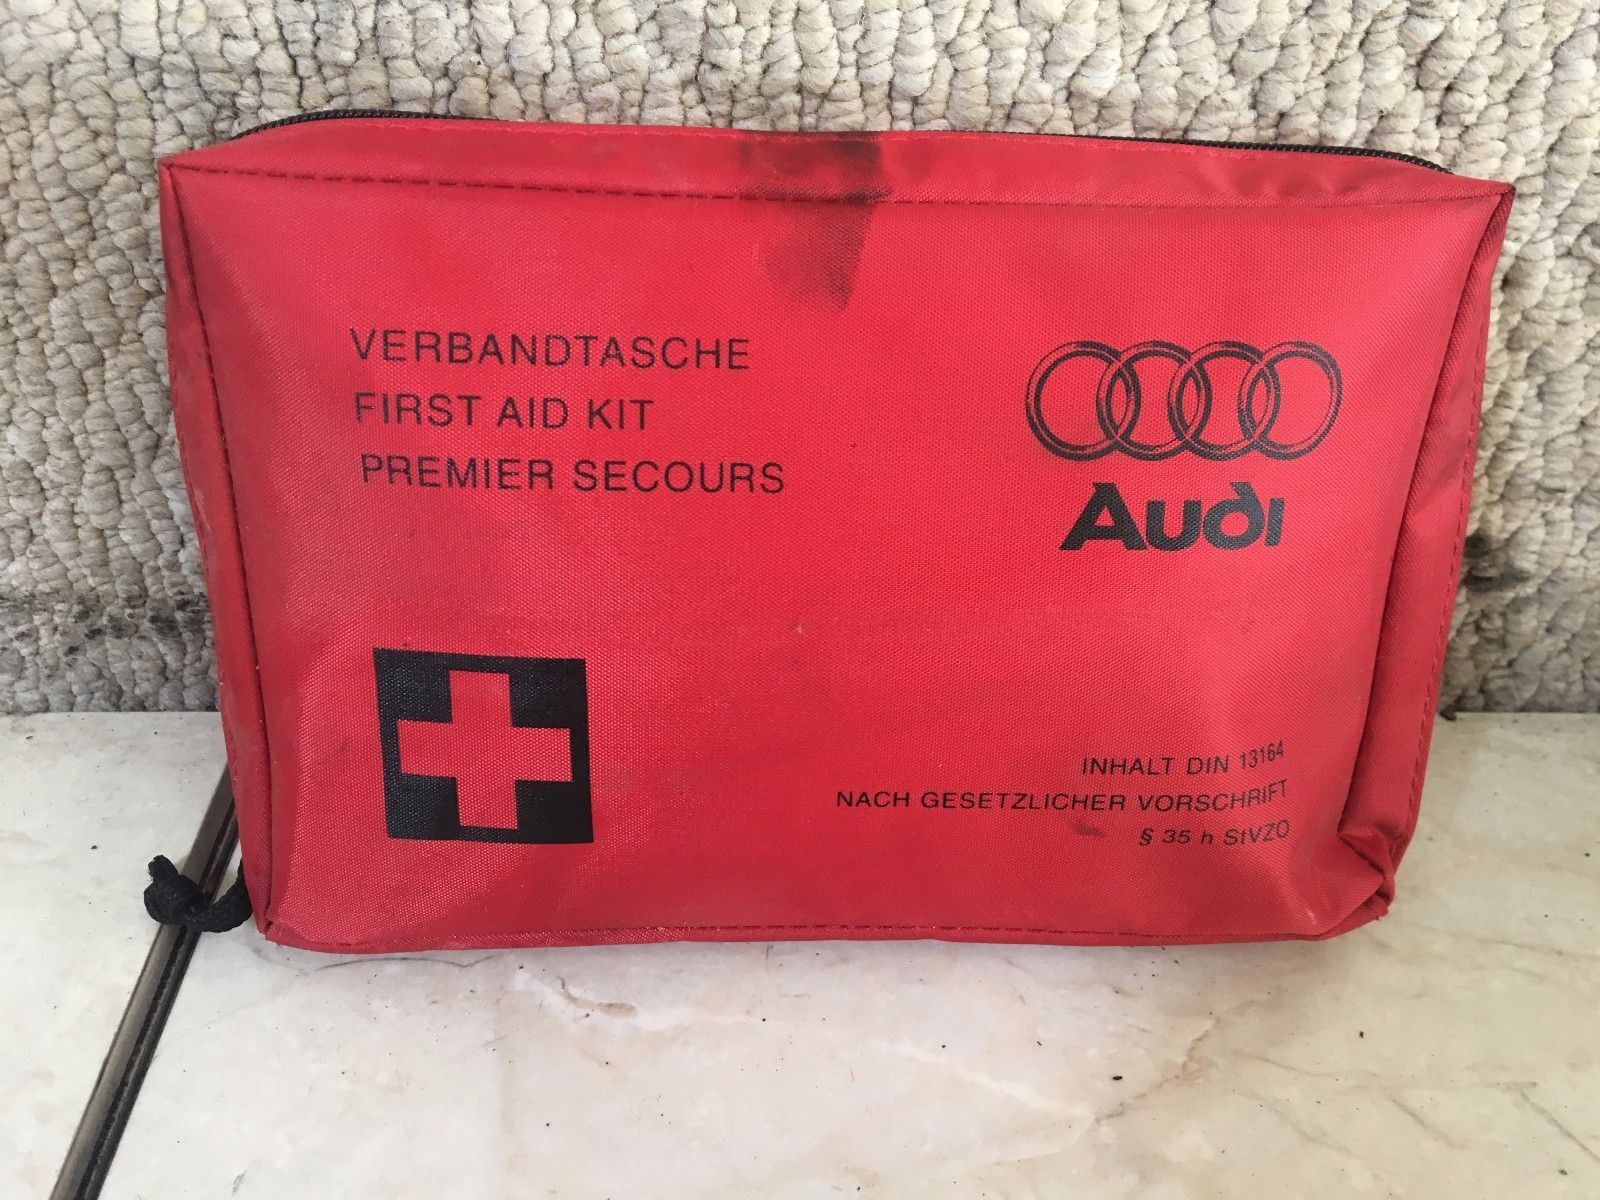 VERBANDTASCHE
FIRST AID KIT
PREMIER SECOURS
Audi
INHALT DIN 13164
NACH GESETZLICHER VORSCHRIFT
§ 35 h StVZO